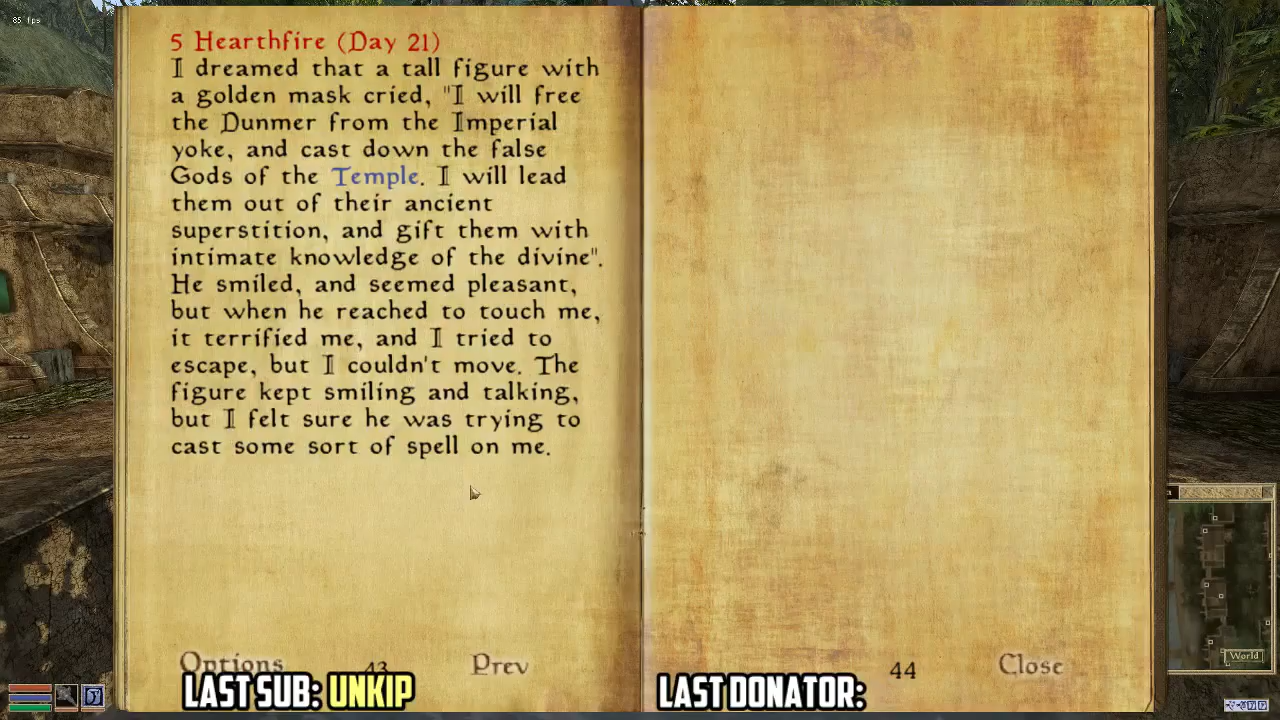 85 fps
5 Hearthfire (Day 21)
I dreamed that a tall figure with
a golden mask cried, "I will free
the Dunmer from the Imperial
yoke, and cast down the false
Gods of the Temple. I will lead
them out of their ancient
superstition, and gift them with
intimate knowledge of the divine".
He smiled, and seemed pleasant,
but when he reached to touch me,
it terrified me, and I tried to
escape, but I couldn't move. The
figure kept smiling and talking,
but I felt sure he was trying to
cast some sort of spell on me.
Options 43 Prev
44 Close
LAST SUB: UNKIP
LAST DONATOR:
World